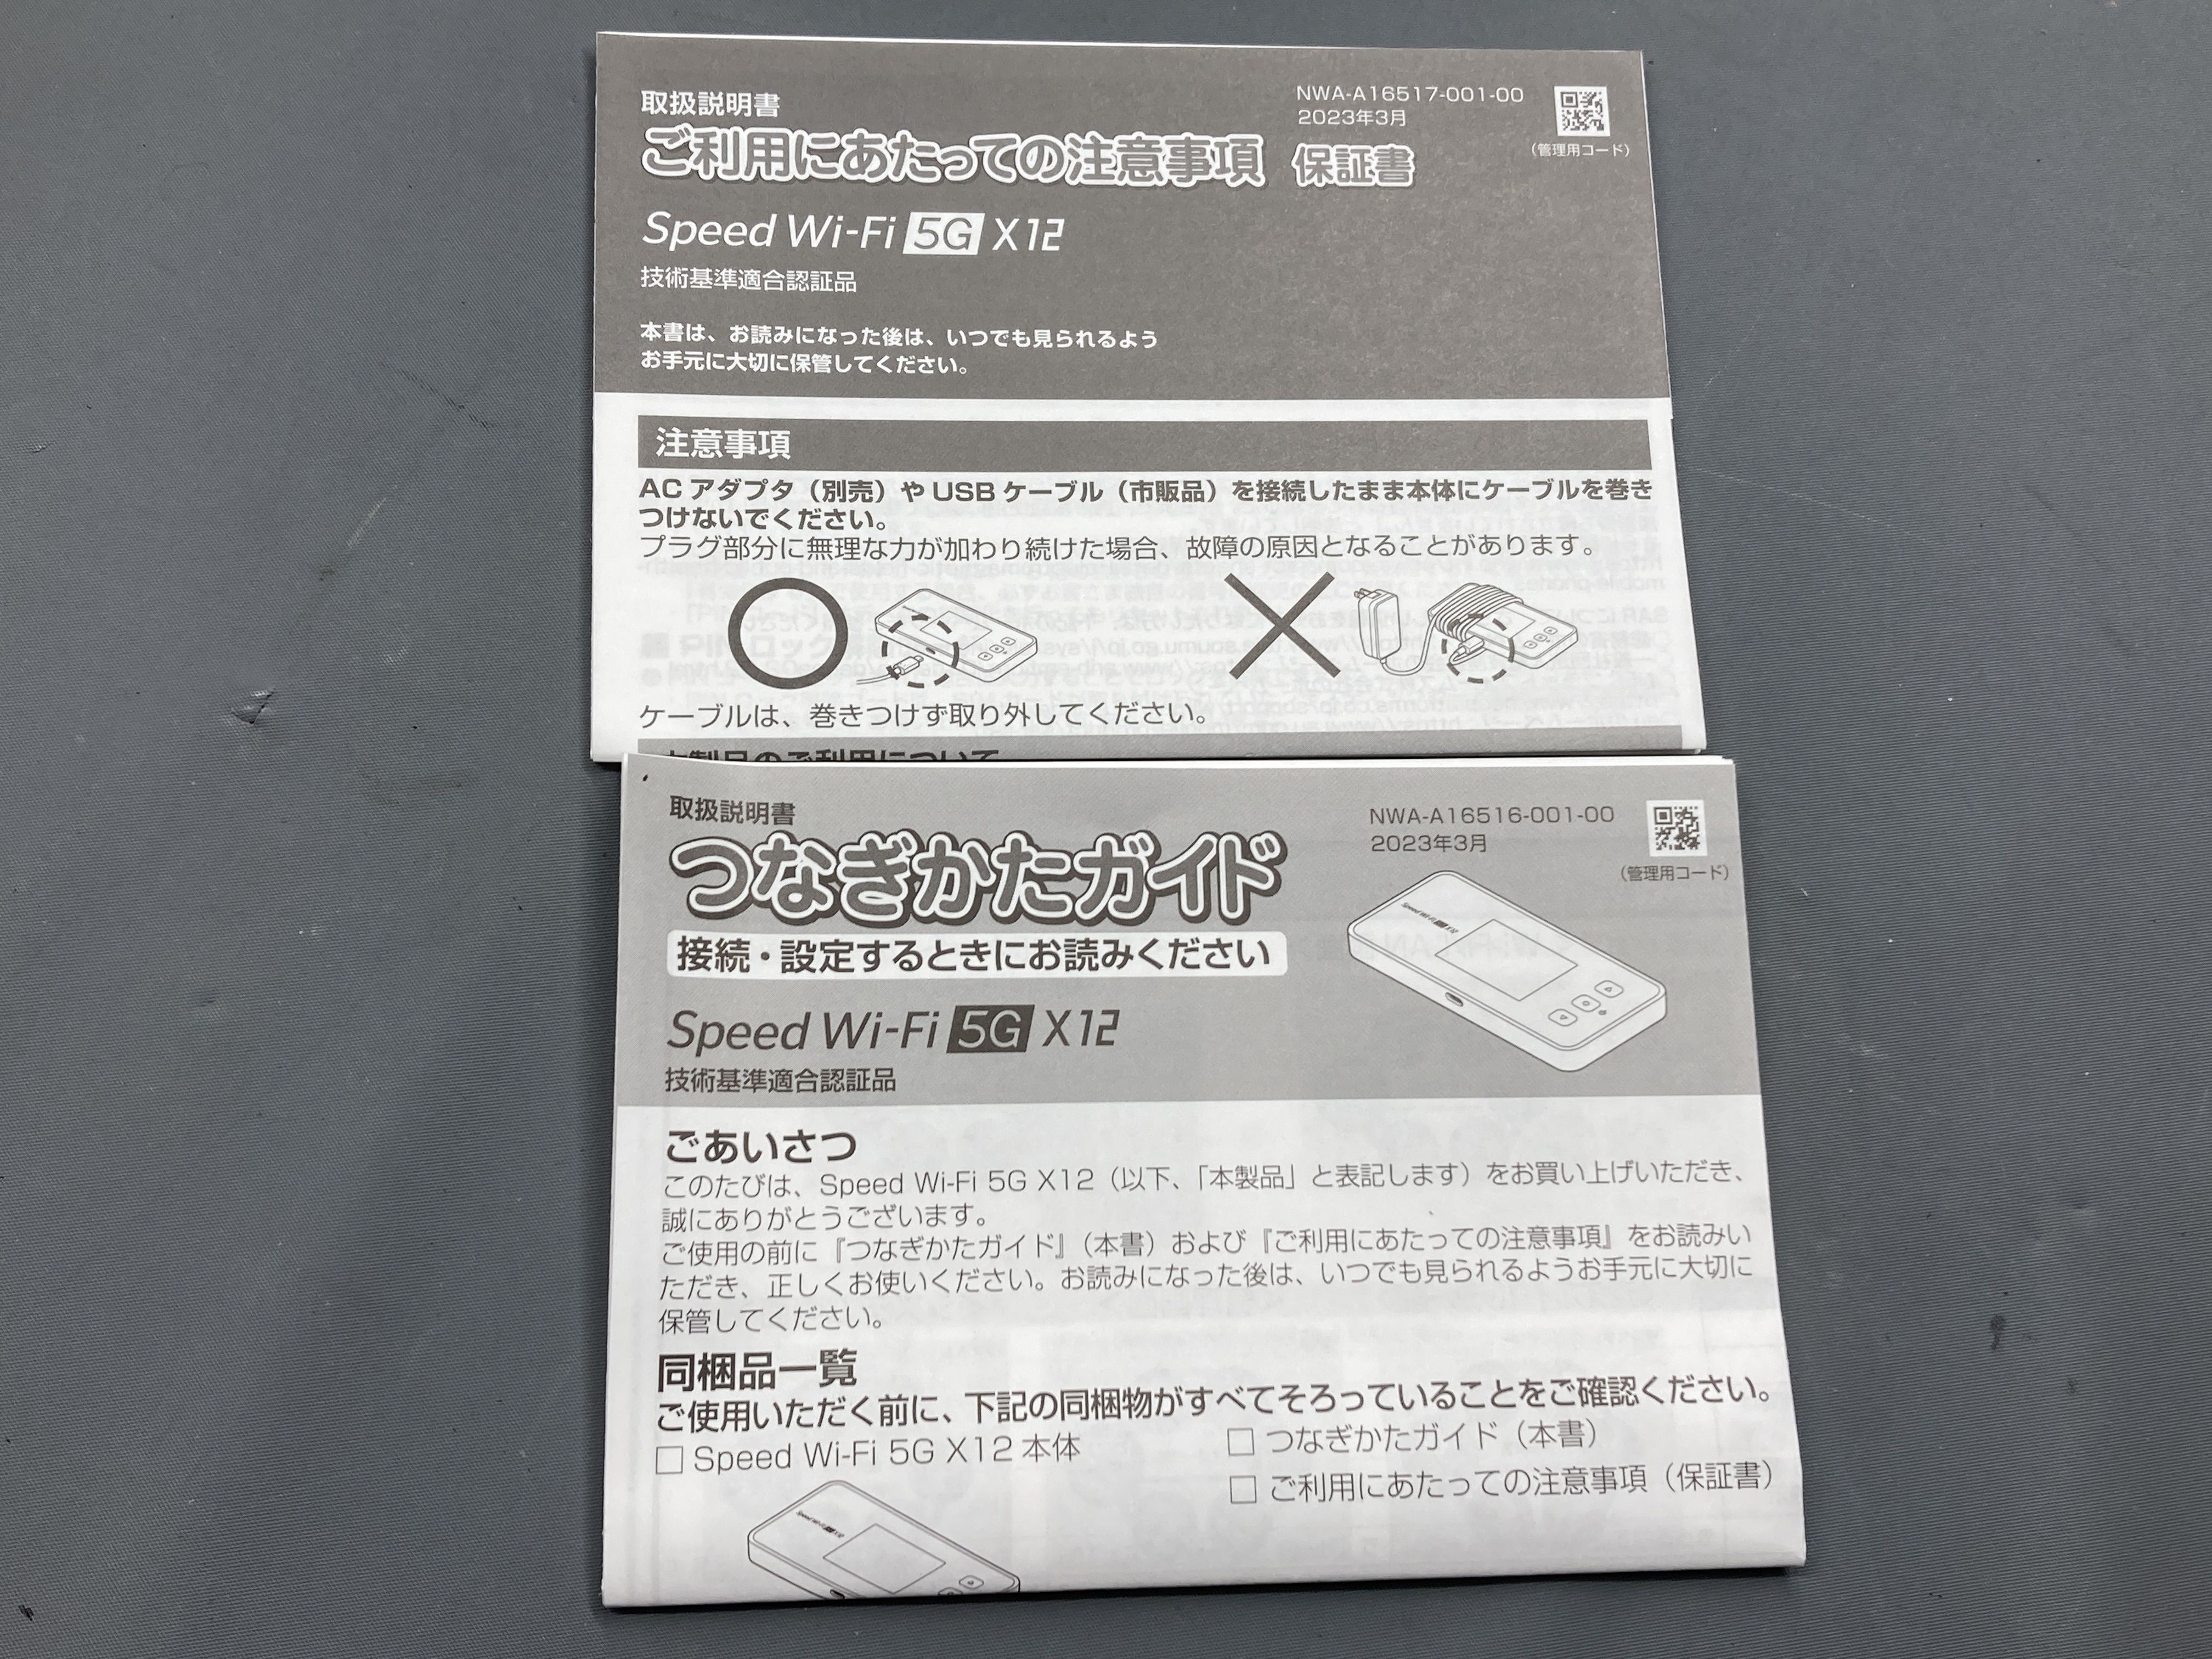 取扱説明書
ご利用にあたっての注意事項 保証書
NWA-A16517-001-00
2023年3月
(管理用コード)
Speed Wi-Fi 5G X12
技術基準適合認証品
本書は、お読みになった後は、いつでも見られるよう
お手元に大切に保管してください。
注意事項
AC アダプタ（別売）や USB ケーブル（市販品）を接続したまま本体にケーブルを巻き
つけないでください。
プラグ部分に無理な力が加わり続けた場合、故障の原因となることがあります。
ケーブルは、巻きつけず取り外してください。
製品のご利用について
取扱説明書
つなぎかたガイド
NWA-A16516-001-00
2023年3月
(管理用コード)
接続・設定するときにお読みください
Speed Wi-Fi 5G X12
Speed Wi-Fi 5G X12
技術基準適合認証品
ごあいさつ
このたびは、Speed Wi-Fi 5G X12（以下、「本製品」と表記します）をお買い上げいただき、
誠にありがとうございます。
ご使用の前に『つなぎかたガイド』（本書）および『ご利用にあたっての注意事項』をお読みい
ただき、正しくお使いください。お読みになった後は、いつでも見られるようお手元に大切に
保管してください。
同梱品一覧
ご使用いただく前に、下記の同梱物がすべてそろっていることをご確認ください。
□ Speed Wi-Fi 5G X12 本体
□ つなぎかたガイド（本書）
□ ご利用にあたっての注意事項（保証書）
Speed Wi-Fi 5G X12